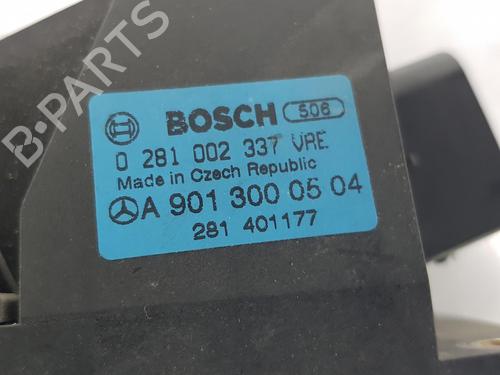 B-PARTS
BOSCH 506
0 281 002 337 VRE
Made in Czech Republic
A 901 300 05 04
281 401177